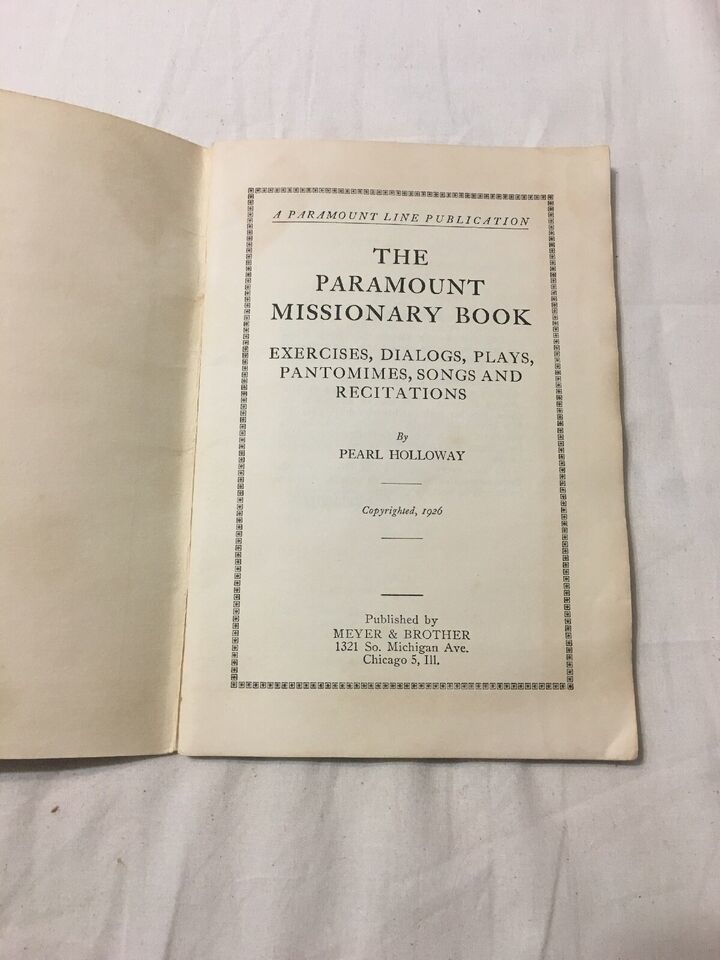 A PARAMOUNT LINE PUBLICATION
THE
PARAMOUNT
MISSIONARY BOOK
EXERCISES, DIALOGS, PLAYS,
PANTOMIMES, SONGS AND
RECITATIONS
By
PEARL HOLLOWAY
Copyrighted, 1926
Published by
MEYER & BROTHER
1321 So. Michigan Ave.
Chicago 5, Ill.